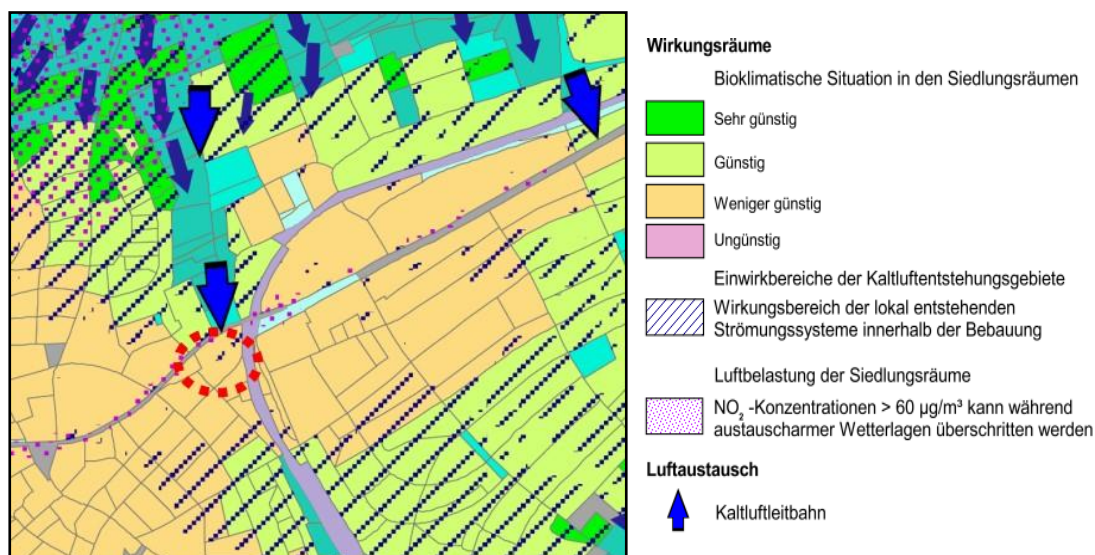 Wirkungsräume
Bioklimatische Situation in den Siedlungsräumen
Sehr günstig
Günstig
Weniger günstig
Ungünstig
Einwirkbereiche der Kaltluftentstehungsgebiete
Wirkungsbereich der lokal entstehenden
Strömungssysteme innerhalb der Bebauung
Luftbelastung der Siedlungsräume
NO₂ -Konzentrationen > 60 µg/m³ kann während
austauscharmer Wetterlagen überschritten werden
Luftaustausch
Kaltluftleitbahn